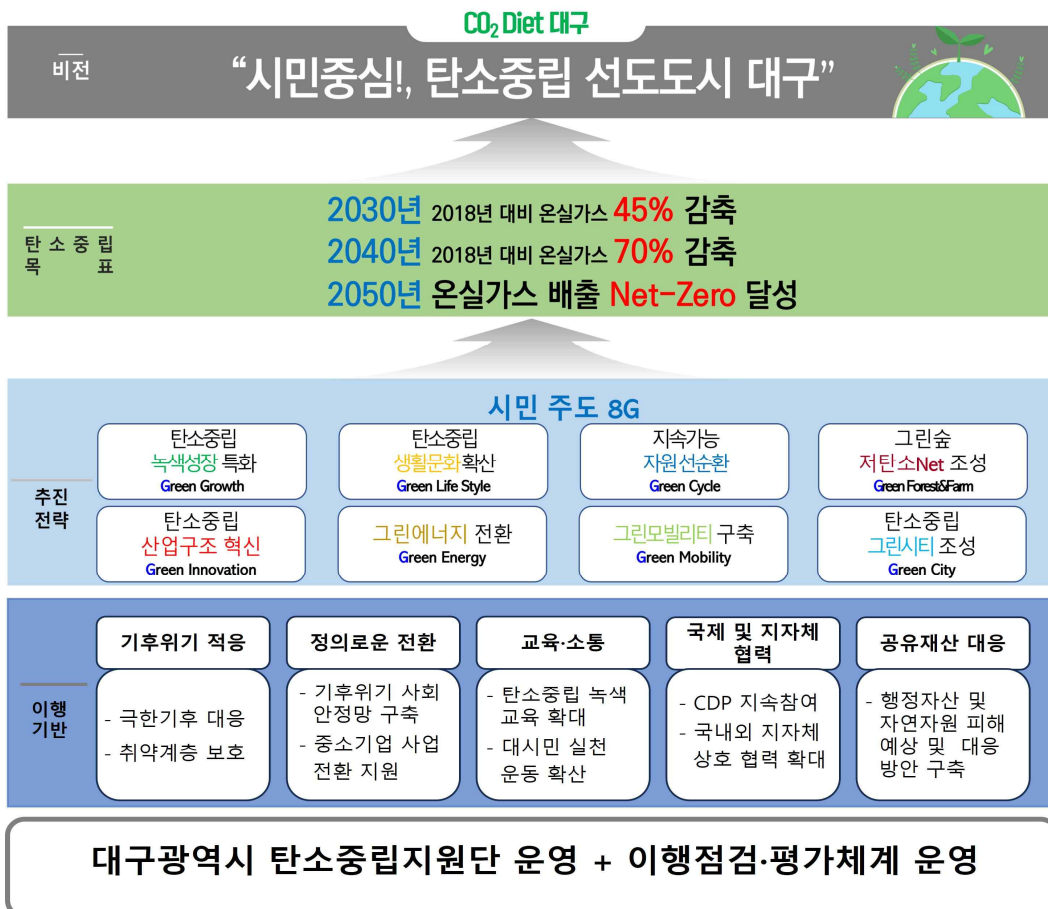 CO₂ Diet 대구
비전
“시민중심!, 탄소중립 선도도시 대구”
탄소중립
목 표
2030년 2018년 대비 온실가스 45% 감축
2040년 2018년 대비 온실가스 70% 감축
2050년 온실가스 배출 Net-Zero 달성
시민 주도 8G
추진
전략
탄소중립
녹색성장 특화
Green Growth
탄소중립
생활문화확산
Green Life Style
지속가능
자원선순환
Green Cycle
그린숲
저탄소Net 조성
Green Forest&Farm
탄소중립
산업구조 혁신
Green Innovation
그린에너지 전환
Green Energy
그린모빌리티 구축
Green Mobility
탄소중립
그린시티 조성
Green City
이행
기반
기후위기 적응
- 극한기후 대응
- 취약계층 보호
정의로운 전환
- 기후위기 사회
안정망 구축
- 중소기업 사업
전환 지원
교육·소통
- 탄소중립 녹색
교육 확대
- 대시민 실천
운동 확산
국제 및 지자체
협력
- CDP 지속참여
- 국내외 지자체
상호 협력 확대
공유재산 대응
- 행정자산 및
자연자원 피해
예상 및 대응
방안 구축
대구광역시 탄소중립지원단 운영 + 이행점검·평가체계 운영